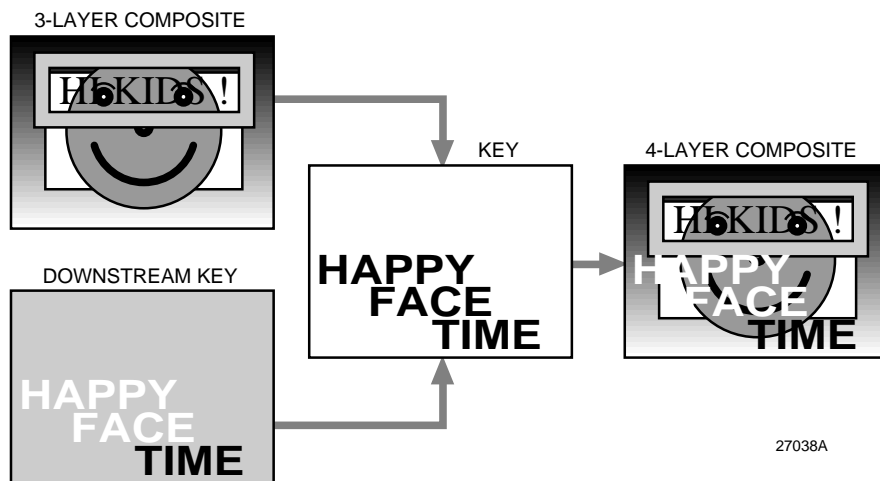 3-LAYER COMPOSITE
HI KIDS !
KEY
4-LAYER COMPOSITE
HI KIDS !
HAPPY
FACE
TIME
HAPPY
FACE
TIME
DOWNSTREAM KEY
HAPPY
FACE
TIME
27038A